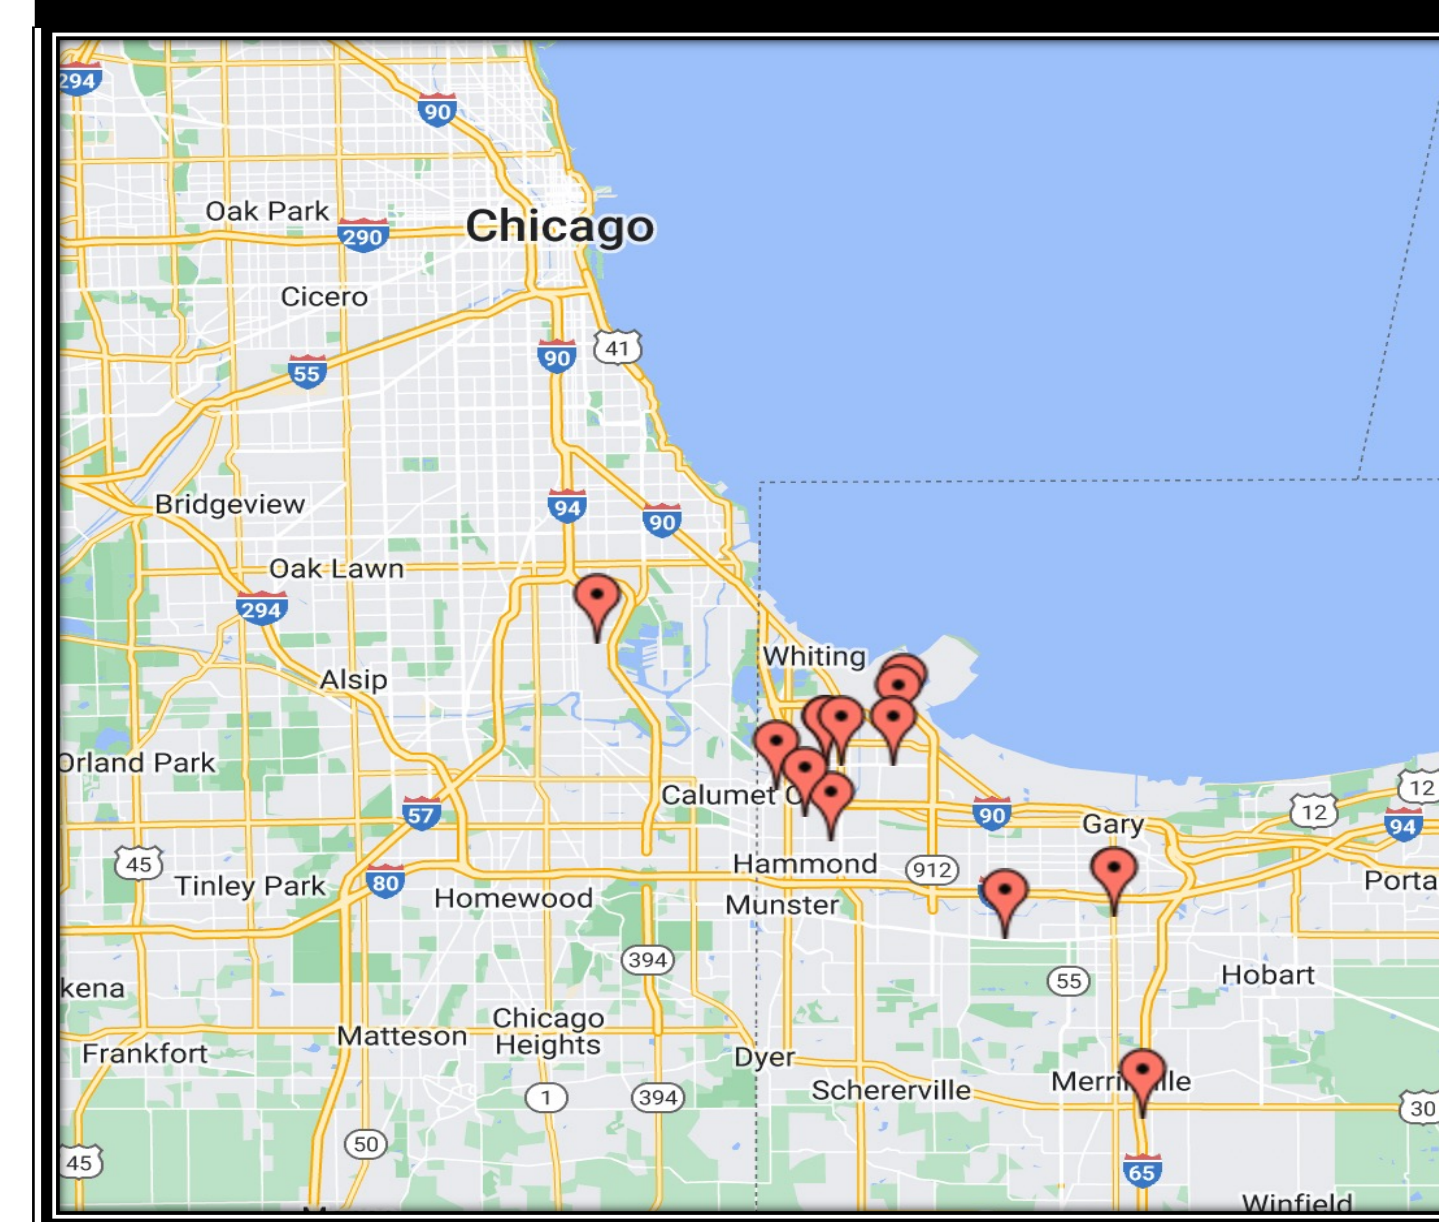 294
90
Oak Park
290
Chicago
Cicero
90
41
55
Bridgeview
94
90
Oak Lawn
294
Whiting
Alsip
Orland Park
Calumet C
12
57
90
12
Gary
94
45
Hammond
912
80
Tinley Park
Homewood
Munster
Porta
394
55
Hobart
kena
Chicago
Heights
Matteson
Frankfort
Dyer
Schererville
Merri lle
1
394
30
50
45
65
Winfield